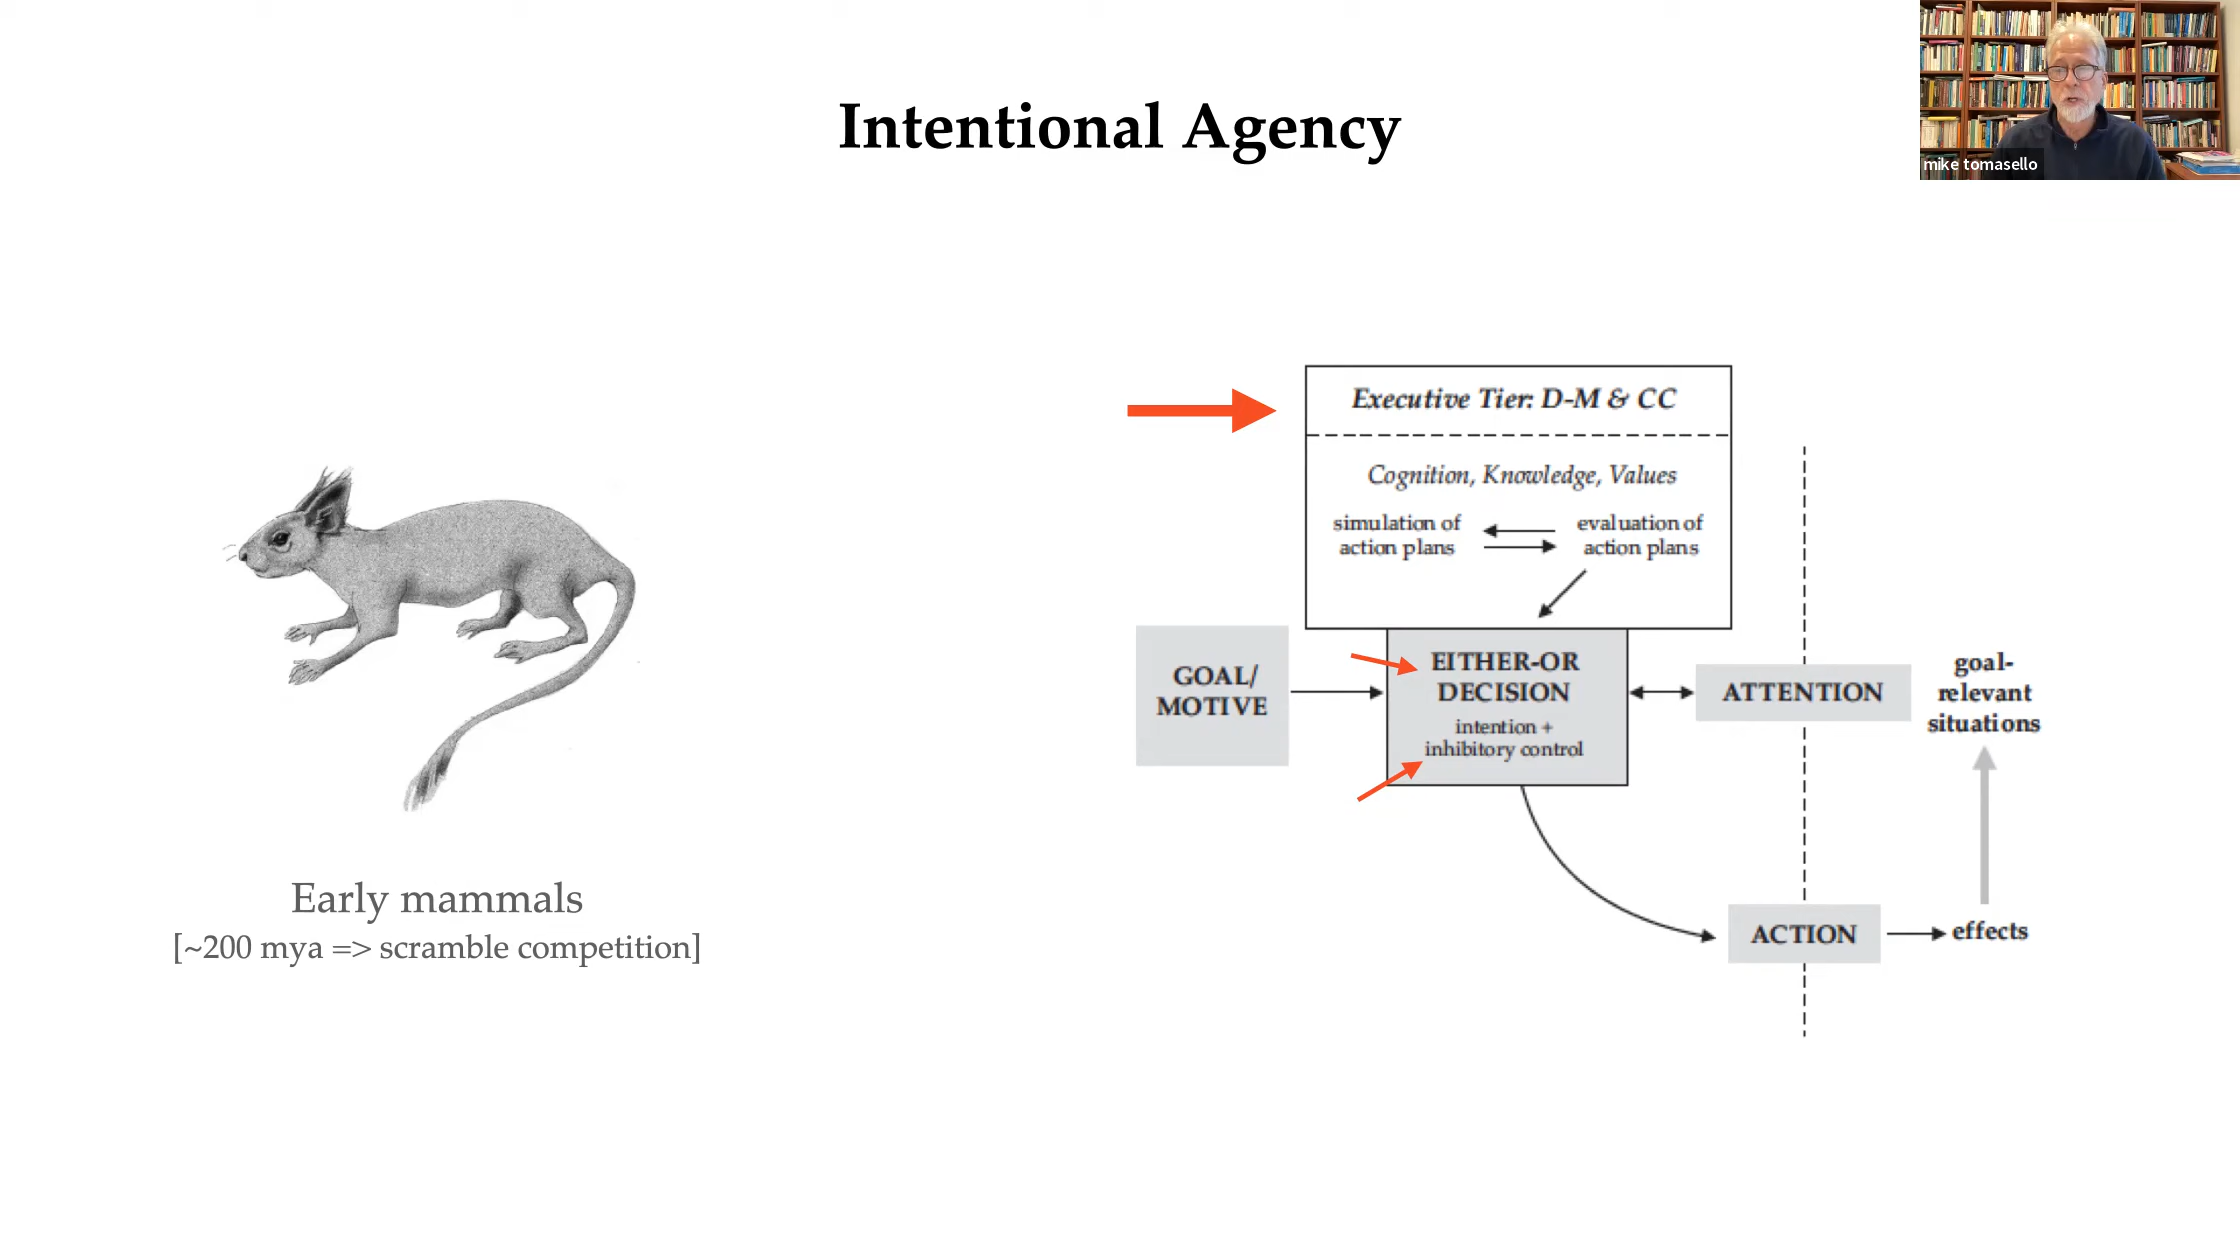 Intentional Agency
mike tomasello
Early mammals
[~200 mya => scramble competition]
Executive Tier: D-M & CC
Cognition, Knowledge, Values
simulation of
action plans
evaluation of
action plans
GOAL/
MOTIVE
EITHER-OR
DECISION
intention +
inhibitory control
ATTENTION
goal-
relevant
situations
ACTION
effects